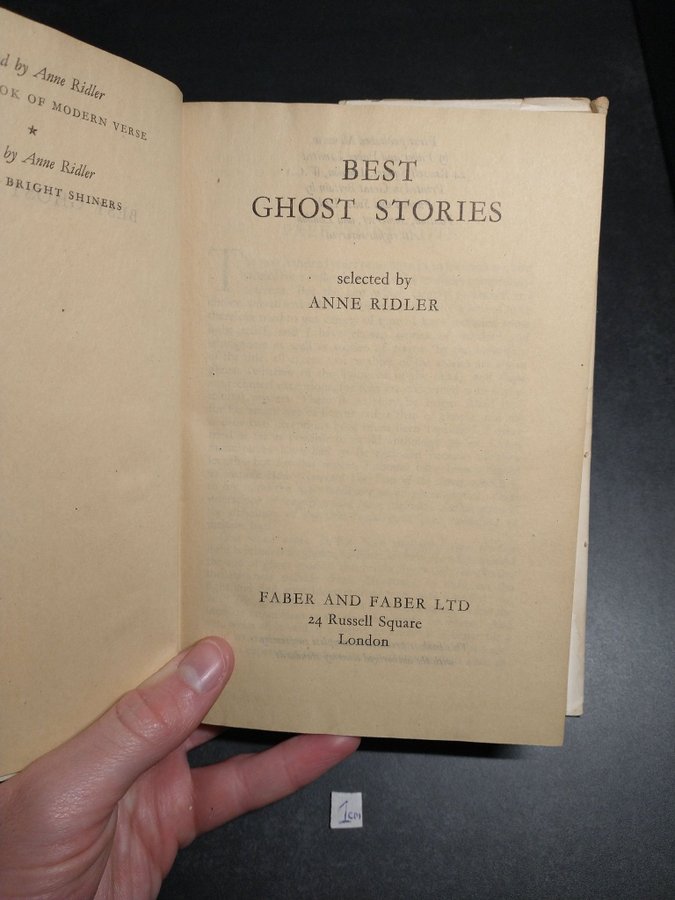 d by Anne Ridler
OK OF MODERN VERSE
★
by Anne Ridler
BRIGHT SHINERS
BEST
GHOST STORIES
selected by
ANNE RIDLER
FABER AND FABER LTD
24 Russell Square
London
1cm